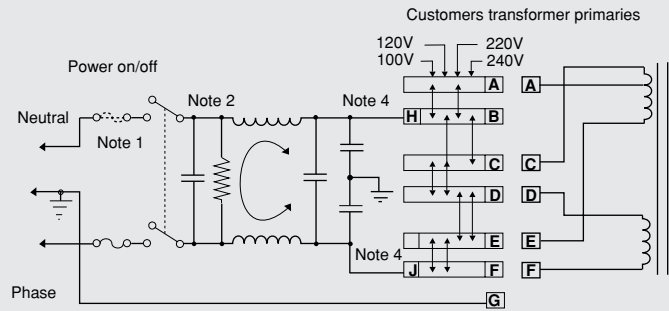 Customers transformer primaries
120V 220V
100V 240V
Power on/off
A A
Note 2 Note 4
Neutral H B
Note 1
C C
D D
E E
Note 4
J F F
Phase
G